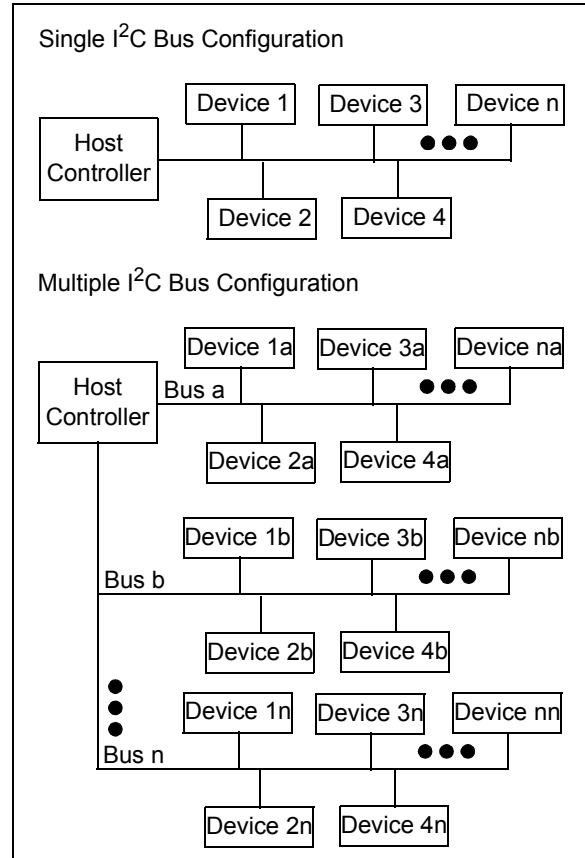 Single I²C Bus Configuration
Device 1
Device 3
Device n
Host
Controller
Device 2
Device 4
Multiple I²C Bus Configuration
Device 1a
Device 3a
Device na
Host
Controller
Bus a
Device 2a
Device 4a
Device 1b
Device 3b
Device nb
Bus b
Device 2b
Device 4b
Device 1n
Device 3n
Device nn
Bus n
Device 2n
Device 4n